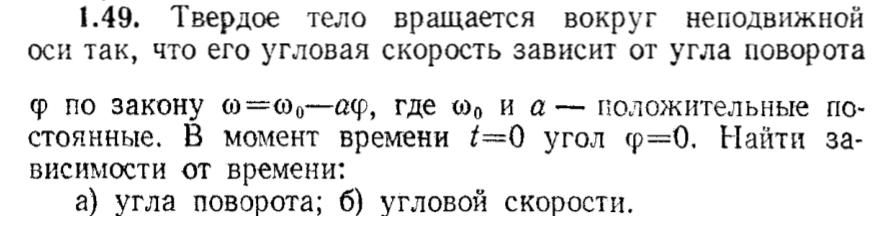 1.49. Твердое тело вращается вокруг неподвижной
оси так, что его угловая скорость зависит от угла поворота
φ по закону ω=ω₀—aφ, где ω₀ и a — положительные по-
стоянные. В момент времени t=0 угол φ=0. Найти за-
висимости от времени:
а) угла поворота; б) угловой скорости.